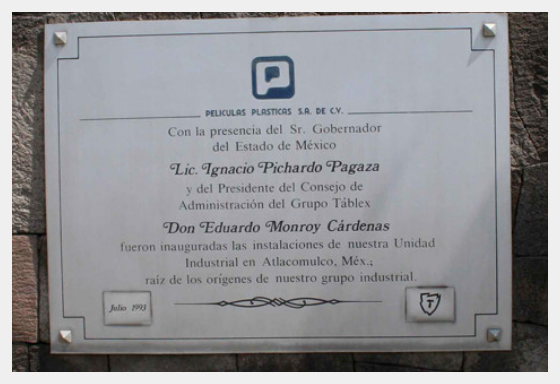 P
PELICULAS PLASTICAS S.A. DE C.V.
Con la presencia del Sr. Gobernador
del Estado de México
Lic. Ignacio Pichardo Pagaza
y del Presidente del Consejo de
Administración del Grupo Táblex
Don Eduardo Monroy Cárdenas
fueron inauguradas las instalaciones de nuestra Unidad
Industrial en Atlacomulco, Méx.;
raíz de los orígenes de nuestro grupo industrial.
Julio 1993
T